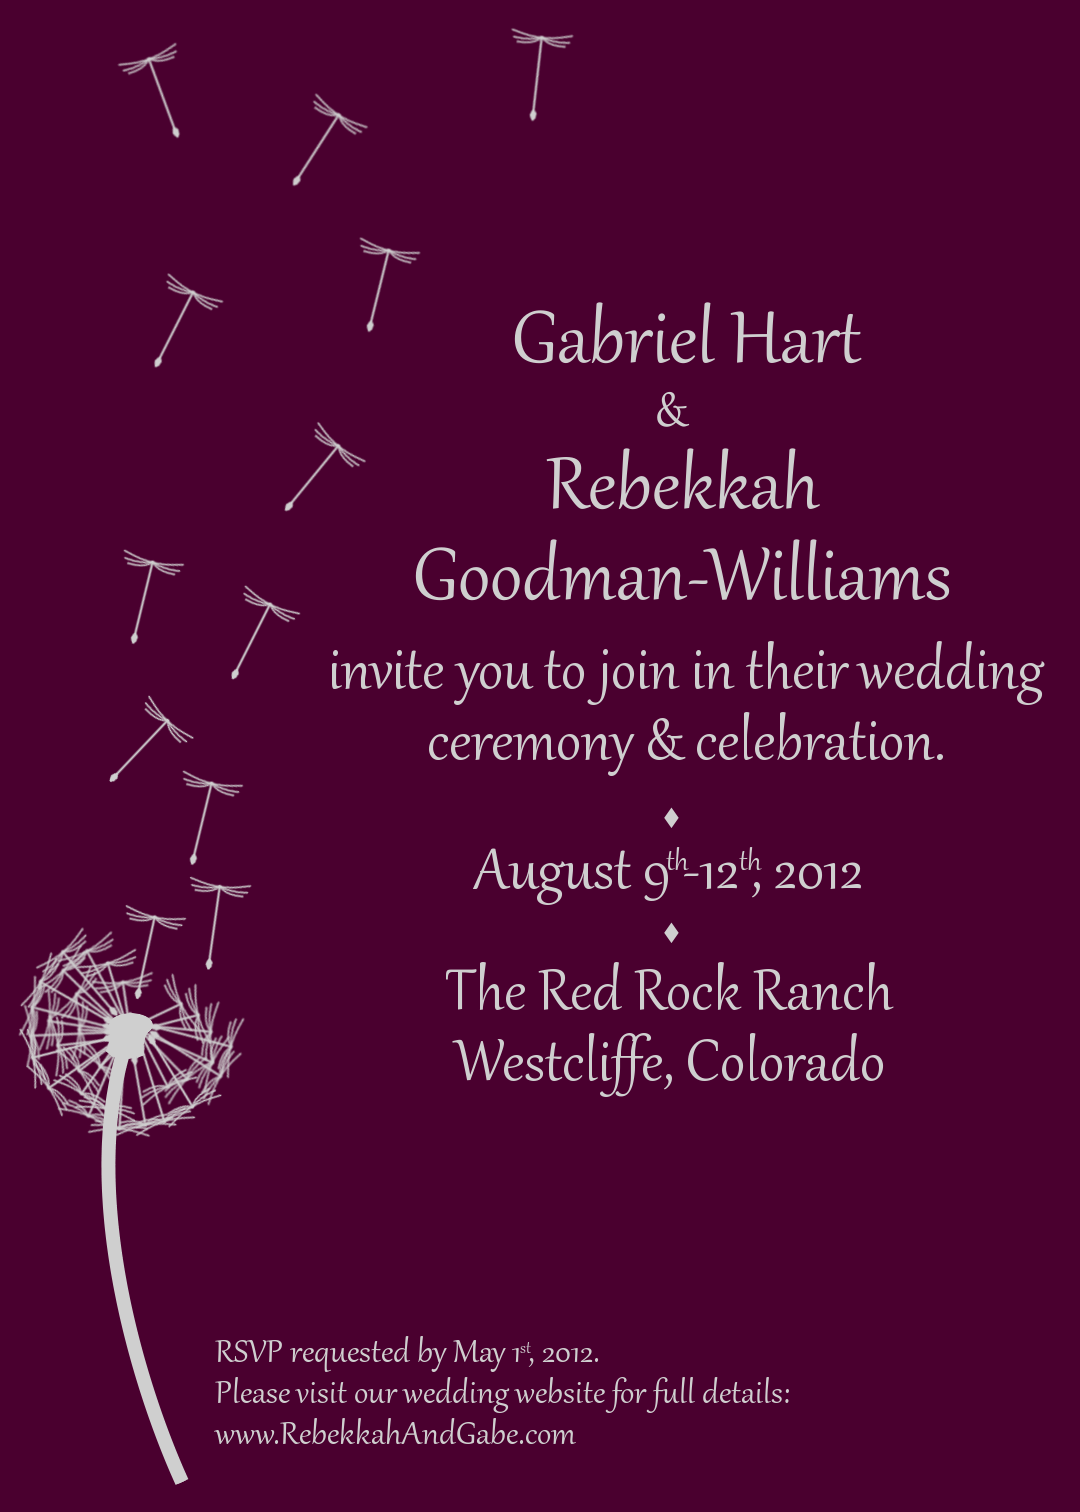 Gabriel Hart
&
Rebekkah
Goodman-Williams
invite you to join in their wedding
ceremony & celebration.
♦
August 9th-12th, 2012
♦
The Red Rock Ranch
Westcliffe, Colorado
RSVP requested by May 1st, 2012.
Please visit our wedding website for full details:
www.RebekkahAndGabe.com